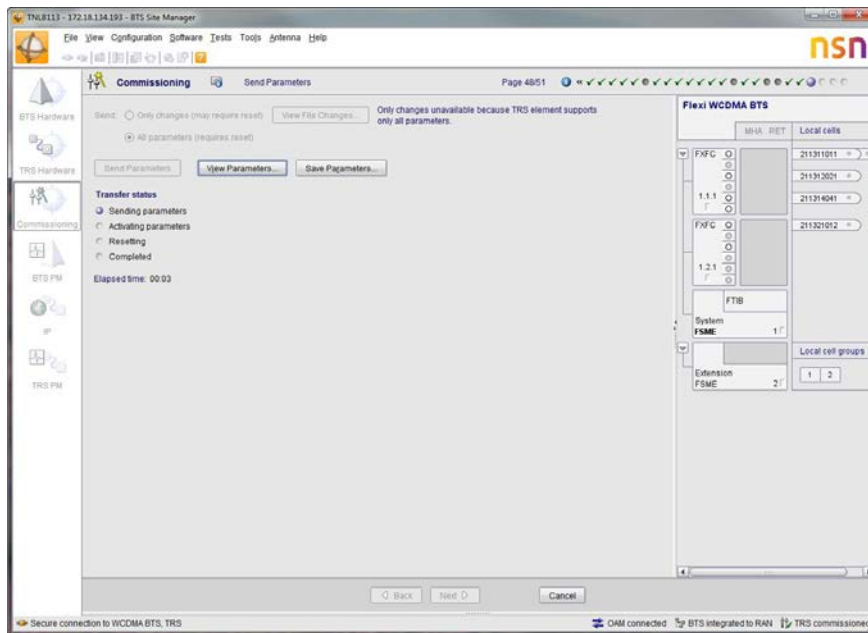 TNL8113 - 172.18.134.193 - BTS Site Manager
File View Configuration Software Tests Tools Antenna Help
nsn
Commissioning Send Parameters Page 48/51
BTS Hardware
TRS Hardware
Commissioning
BTS PM
IP
TRS PM
Send: Only changes (may require reset) View File Changes... Only changes unavailable because TRS element supports
only all parameters.
All parameters (requires reset)
Send Parameters View Parameters... Save Parameters...
Transfer status
Sending parameters
Activating parameters
Resetting
Completed
Elapsed time: 00:03
Flexi WCDMA BTS
MHA RET Local cells
FXFC 211311011
211312021
1.1.1 211314041
FXFC 211321012
1.2.1
FTIB
System
FSME 1
Local cell groups
Extension 1 2
FSME 2
Back Next Cancel
Secure connection to WCDMA BTS, TRS OAM connected BTS integrated to RAN TRS commissioned